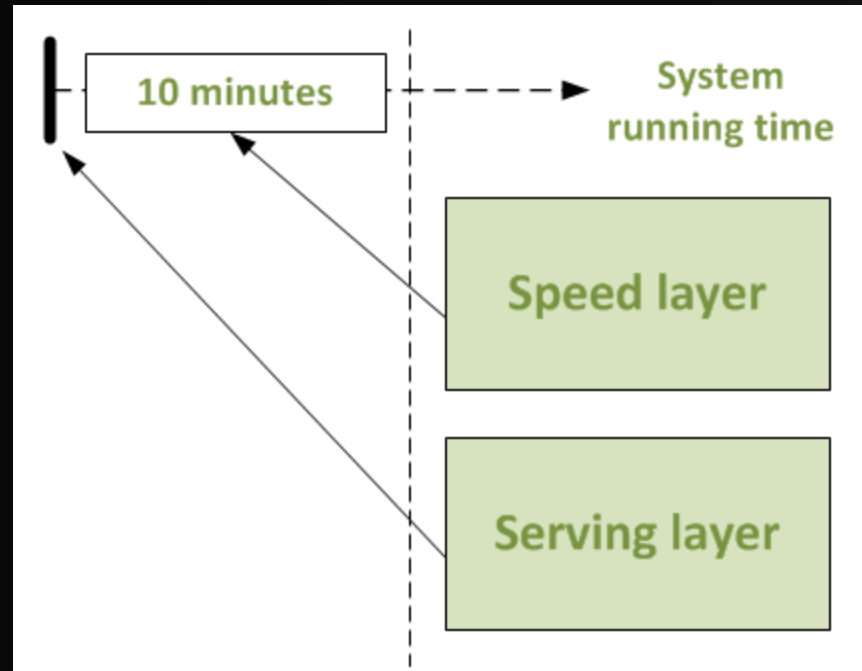 10 minutes
System
running time
Speed layer
Serving layer